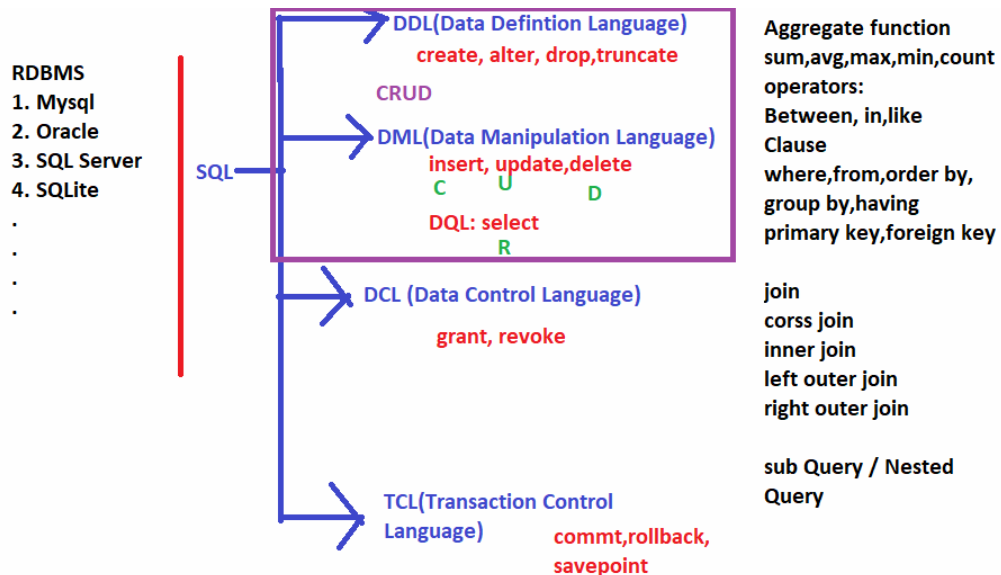 RDBMS
1. Mysql
2. Oracle
3. SQL Server
4. SQLite
.
.
.
.
SQL
DDL(Data Defintion Language)
create, alter, drop,truncate
CRUD
DML(Data Manipulation Language)
insert, update,delete
C U D
DQL: select
R
DCL (Data Control Language)
grant, revoke
TCL(Transaction Control
Language)
commt,rollback,
savepoint
Aggregate function
sum,avg,max,min,count
operators:
Between, in,like
Clause
where,from,order by,
group by,having
primary key,foreign key
join
corss join
inner join
left outer join
right outer join
sub Query / Nested
Query